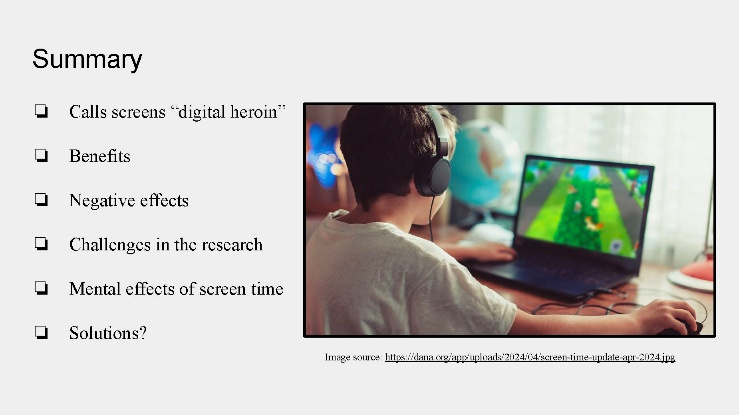 Summary
❏ Calls screens “digital heroin”
❏ Benefits
❏ Negative effects
❏ Challenges in the research
❏ Mental effects of screen time
❏ Solutions?
Image source: https://dana.org/app/uploads/2024/04/screen-time-update-apr-2024.jpg